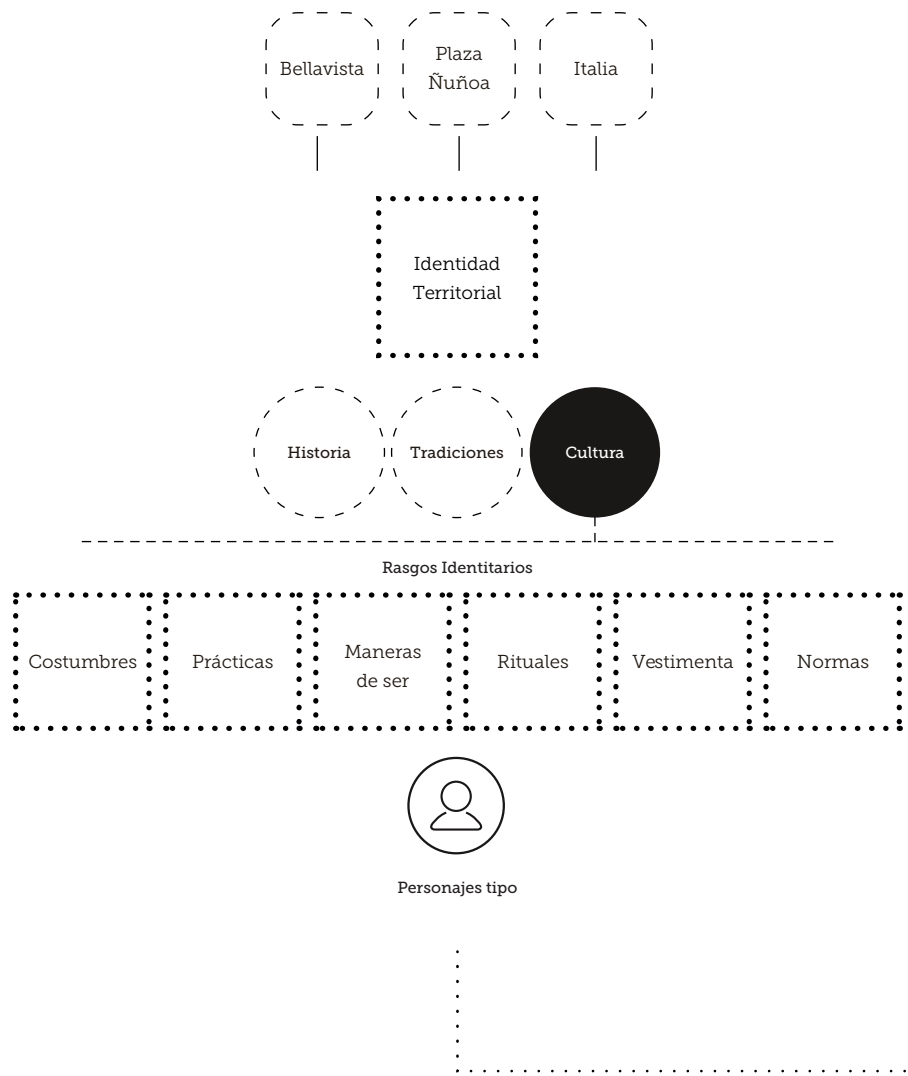 Bellavista
Plaza
Ñuñoa
Italia
Identidad
Territorial
Historia
Tradiciones
Cultura
Rasgos Identitarios
Costumbres
Prácticas
Maneras
de ser
Rituales
Vestimenta
Normas
Personajes tipo